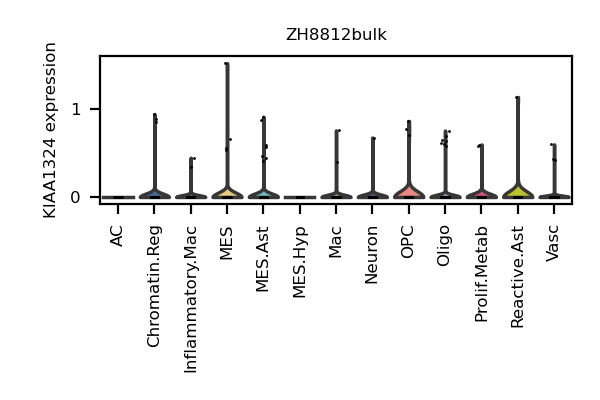 ZH8812bulk
KIAA1324 expression
1
0
AC
Chromatin.Reg
Inflammatory.Mac
MES
MES.Ast
MES.Hyp
Mac
Neuron
OPC
Oligo
Prolif.Metab
Reactive.Ast
Vasc